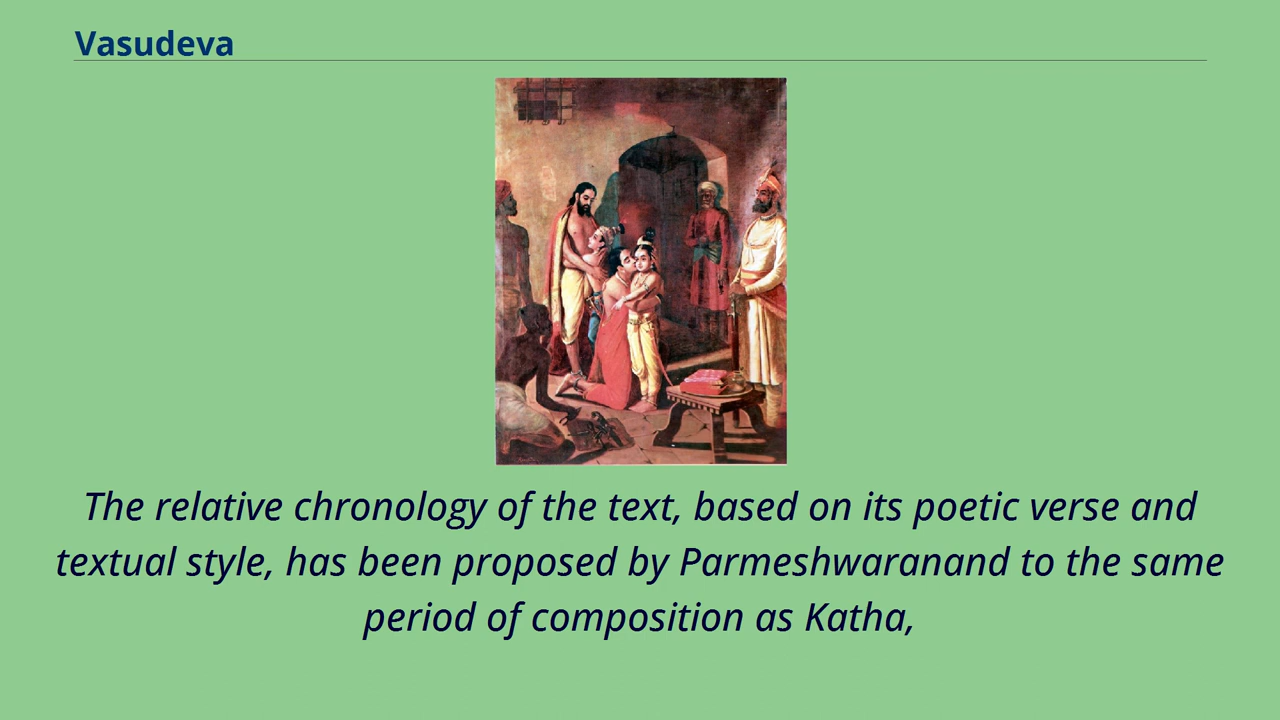 Vasudeva
The relative chronology of the text, based on its poetic verse and
textual style, has been proposed by Parmeshwaranand to the same
period of composition as Katha,